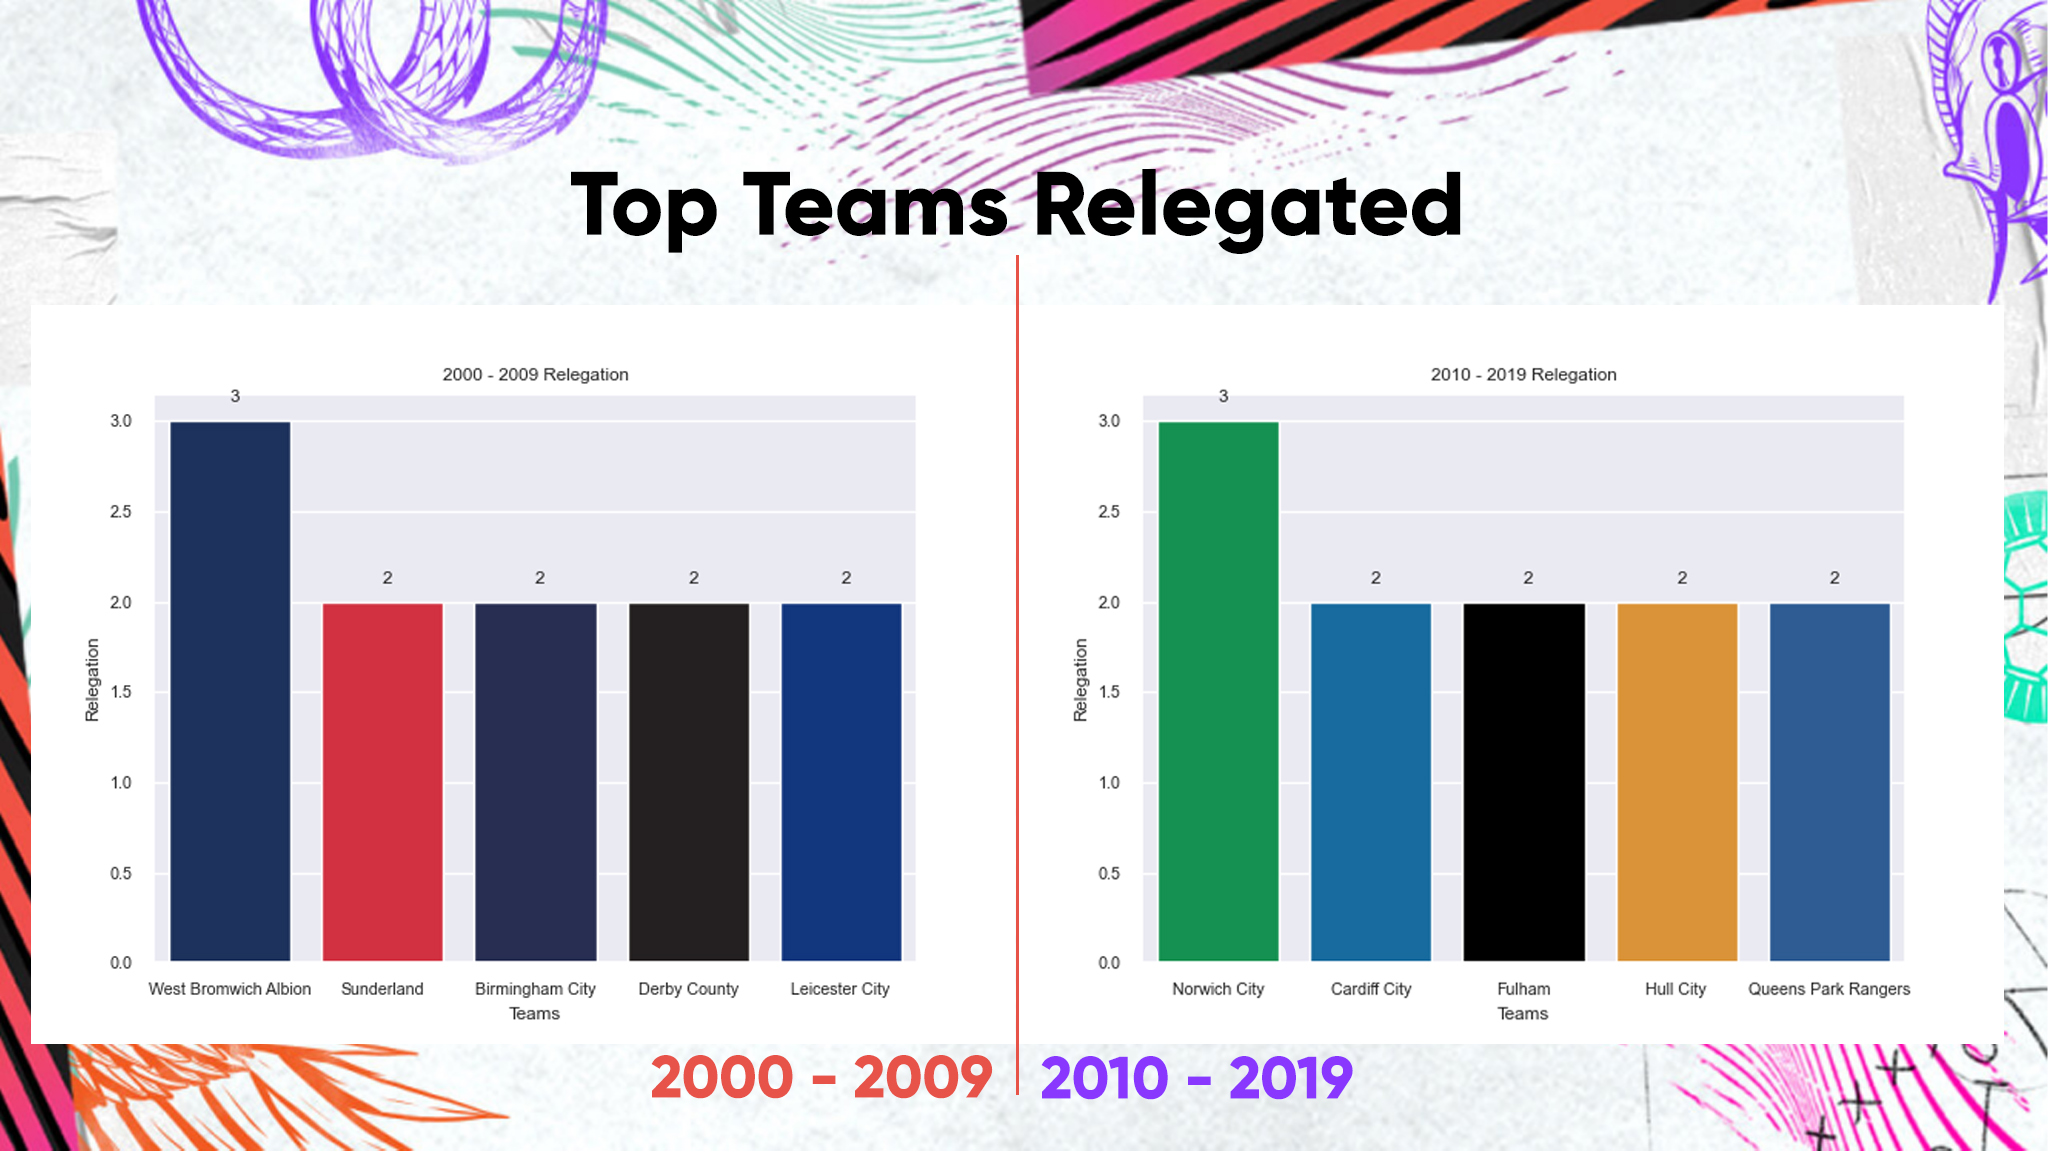 Top Teams Relegated
2000 - 2009 Relegation
3
2
2
2
2
3.0
2.5
2.0
1.5
1.0
0.5
0.0
Relegation
West Bromwich Albion Sunderland Birmingham City Derby County Leicester City
Teams
2010 - 2019 Relegation
3
2
2
2
2
3.0
2.5
2.0
1.5
1.0
0.5
0.0
Relegation
Norwich City Cardiff City Fulham Hull City Queens Park Rangers
Teams
2000 - 2009
2010 - 2019